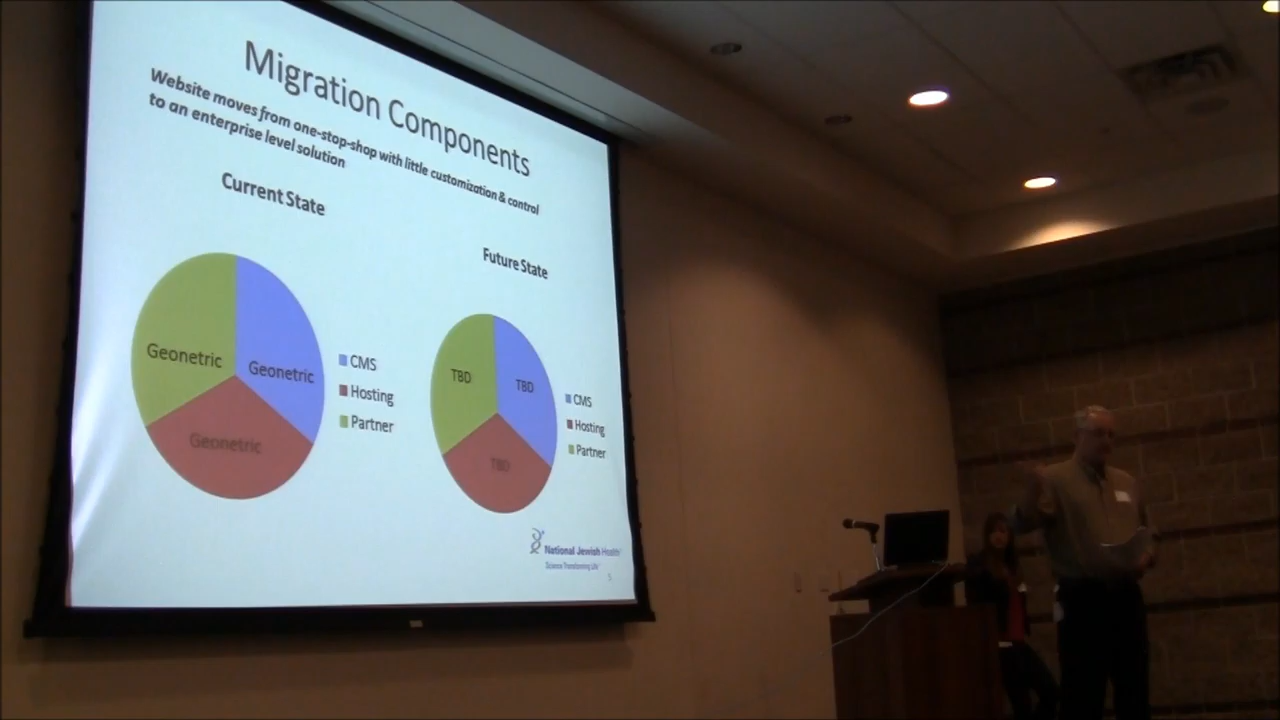 Migration Components
Website moves from one-stop-shop with little customization & control
to an enterprise level solution
Current State
Future State
Geonetric
Geonetric
Geonetric
CMS
Hosting
Partner
TBD
TBD
TBD
CMS
Hosting
Partner
National Jewish Health
Science Transforming Life
5